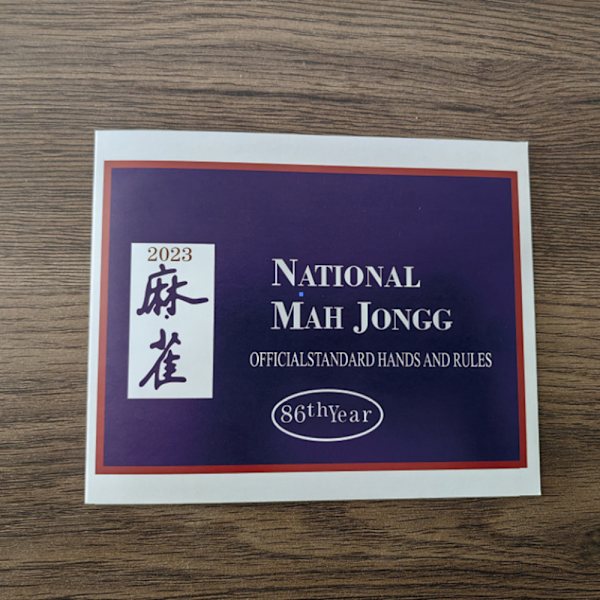 2023
麻
雀
NATIONAL
MAH JONGG
OFFICIALSTANDARD HANDS AND RULES
86thYear